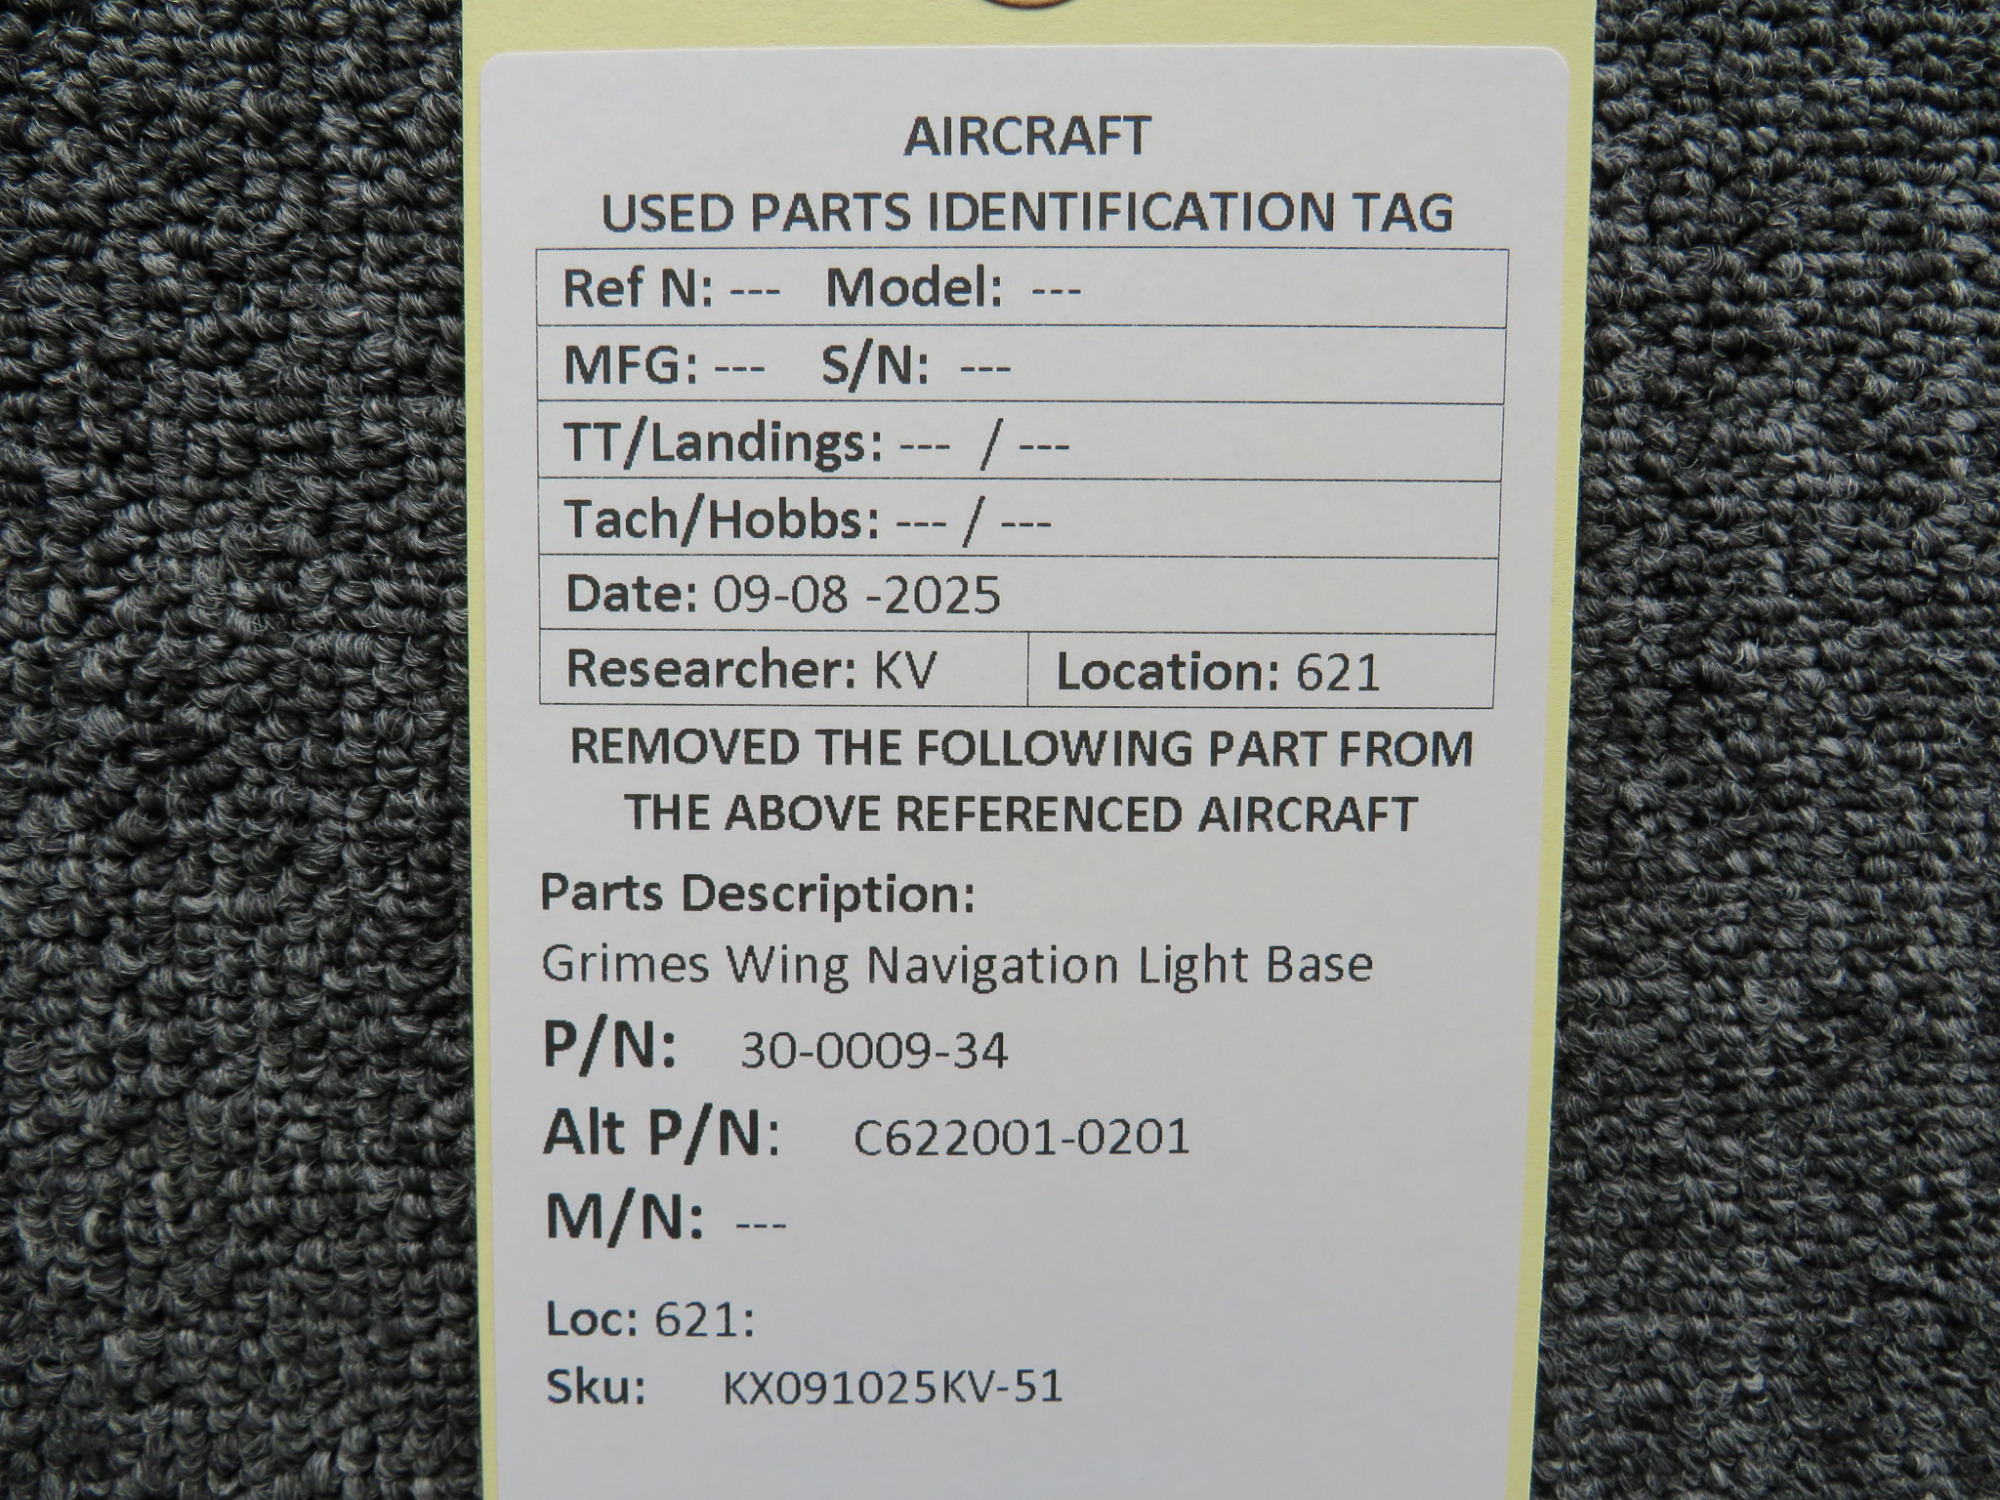 AIRCRAFT
USED PARTS IDENTIFICATION TAG
Ref N: --- Model: ---
MFG: --- S/N: ---
TT/Landings: --- / ---
Tach/Hobbs: --- / ---
Date: 09-08 -2025
Researcher: KV Location: 621
REMOVED THE FOLLOWING PART FROM
THE ABOVE REFERENCED AIRCRAFT
Parts Description:
Grimes Wing Navigation Light Base
P/N: 30-0009-34
Alt P/N: C622001-0201
M/N: ---
Loc: 621:
Sku: KX091025KV-51